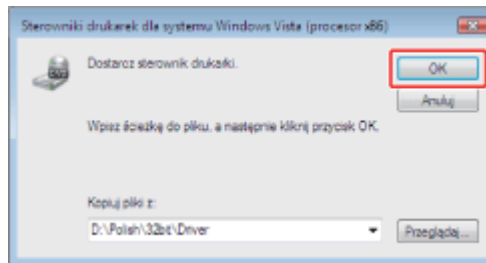 Sterowniki drukarek dla systemu Windows Vista (procesor x86)
Dostarcz sterownik drukarki.
OK
Anuluj
Wpisz ścieżkę do pliku, a następnie kliknij przycisk OK.
Kopiuj pliki z:
D:\Polish\32bit\Driver
Przeglądaj...